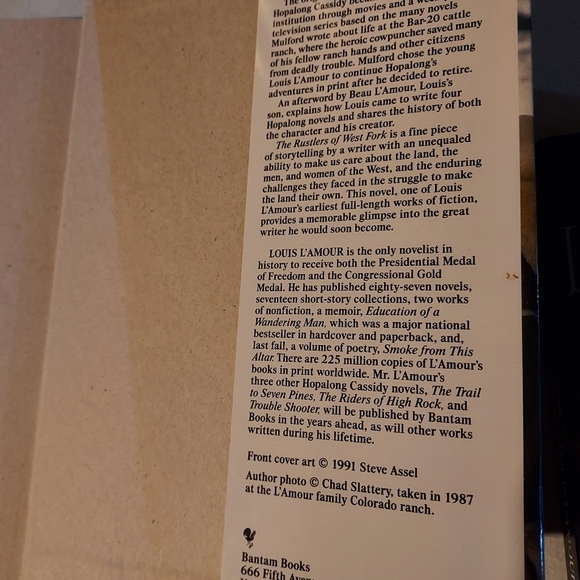 Hopalong Cassidy
institution through movies and a
television series based on the many novels
Mulford wrote about life at the Bar-20 cattle
ranch, where the heroic cowpuncher saved many
of his fellow ranch hands and other citizens
from deadly trouble. Mulford chose the young
Louis L'Amour to continue Hopalong's
adventures in print after he decided to retire.
An afterword by Beau L'Amour, Louis's
son, explains how Louis came to write four
Hopalong novels and shares the history of both
the character and his creator.
The Rustlers of West Fork is a fine piece
of storytelling by a writer with an unequaled
ability to make us care about the land, the
men, and women of the West, and the enduring
challenges they faced in the struggle to make
the land their own. This novel, one of Louis
L'Amour's earliest full-length works of fiction,
provides a memorable glimpse into the great
writer he would soon become.
LOUIS L'AMOUR is the only novelist in
history to receive both the Presidential Medal
of Freedom and the Congressional Gold
Medal. He has published eighty-seven novels,
seventeen short-story collections, two works
of nonfiction, a memoir, Education of a
Wandering Man, which was a major national
bestseller in hardcover and paperback, and,
last fall, a volume of poetry, Smoke from This
Altar. There are 225 million copies of L'Amour's
books in print worldwide. Mr. L'Amour's
three other Hopalong Cassidy novels, The Trail
to Seven Pines, The Riders of High Rock, and
Trouble Shooter, will be published by Bantam
Books in the years ahead, as will other works
written during his lifetime.
Front cover art © 1991 Steve Assel
Author photo © Chad Slattery, taken in 1987
at the L'Amour family Colorado ranch.
Bantam Books
666 Fifth